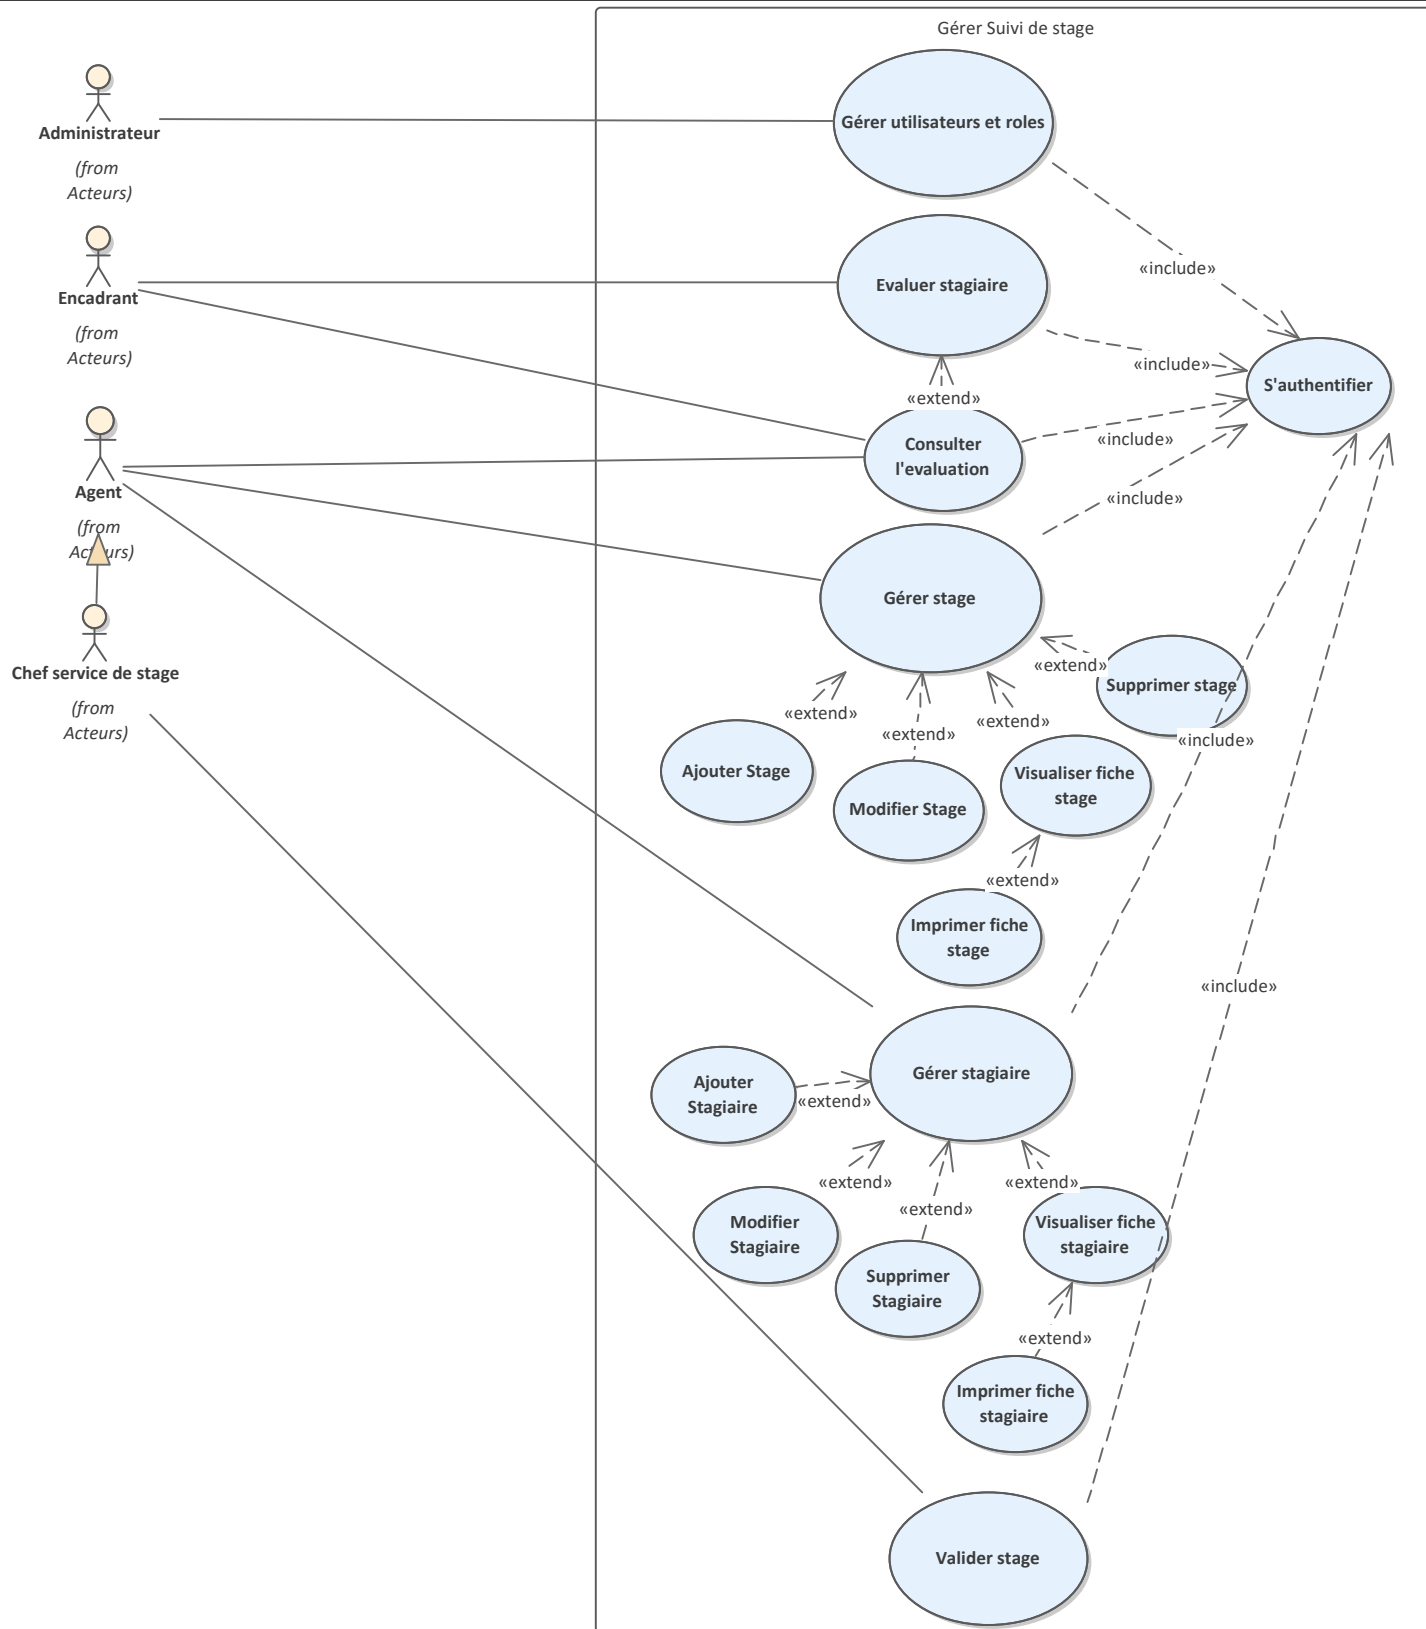 Gérer Suivi de stage
Administrateur
(from
Acteurs)
Gérer utilisateurs et roles
«include»
Encadrant
(from
Acteurs)
Evaluer stagiaire
«include»
S'authentifier
«extend»
Agent
(from
Acteurs)
Consulter
l'evaluation
«include»
«include»
Gérer stage
Chef service de stage
(from
Acteurs)
«extend»
Supprimer stage
«extend»
«extend»
«extend»
«include»
Ajouter Stage
Modifier Stage
Visualiser fiche
stage
«extend»
Imprimer fiche
stage
«include»
Gérer stagiaire
Ajouter
Stagiaire
«extend»
«extend»
«extend»
«extend»
Modifier
Stagiaire
Supprimer
Stagiaire
Visualiser fiche
stagiaire
«extend»
Imprimer fiche
stagiaire
Valider stage